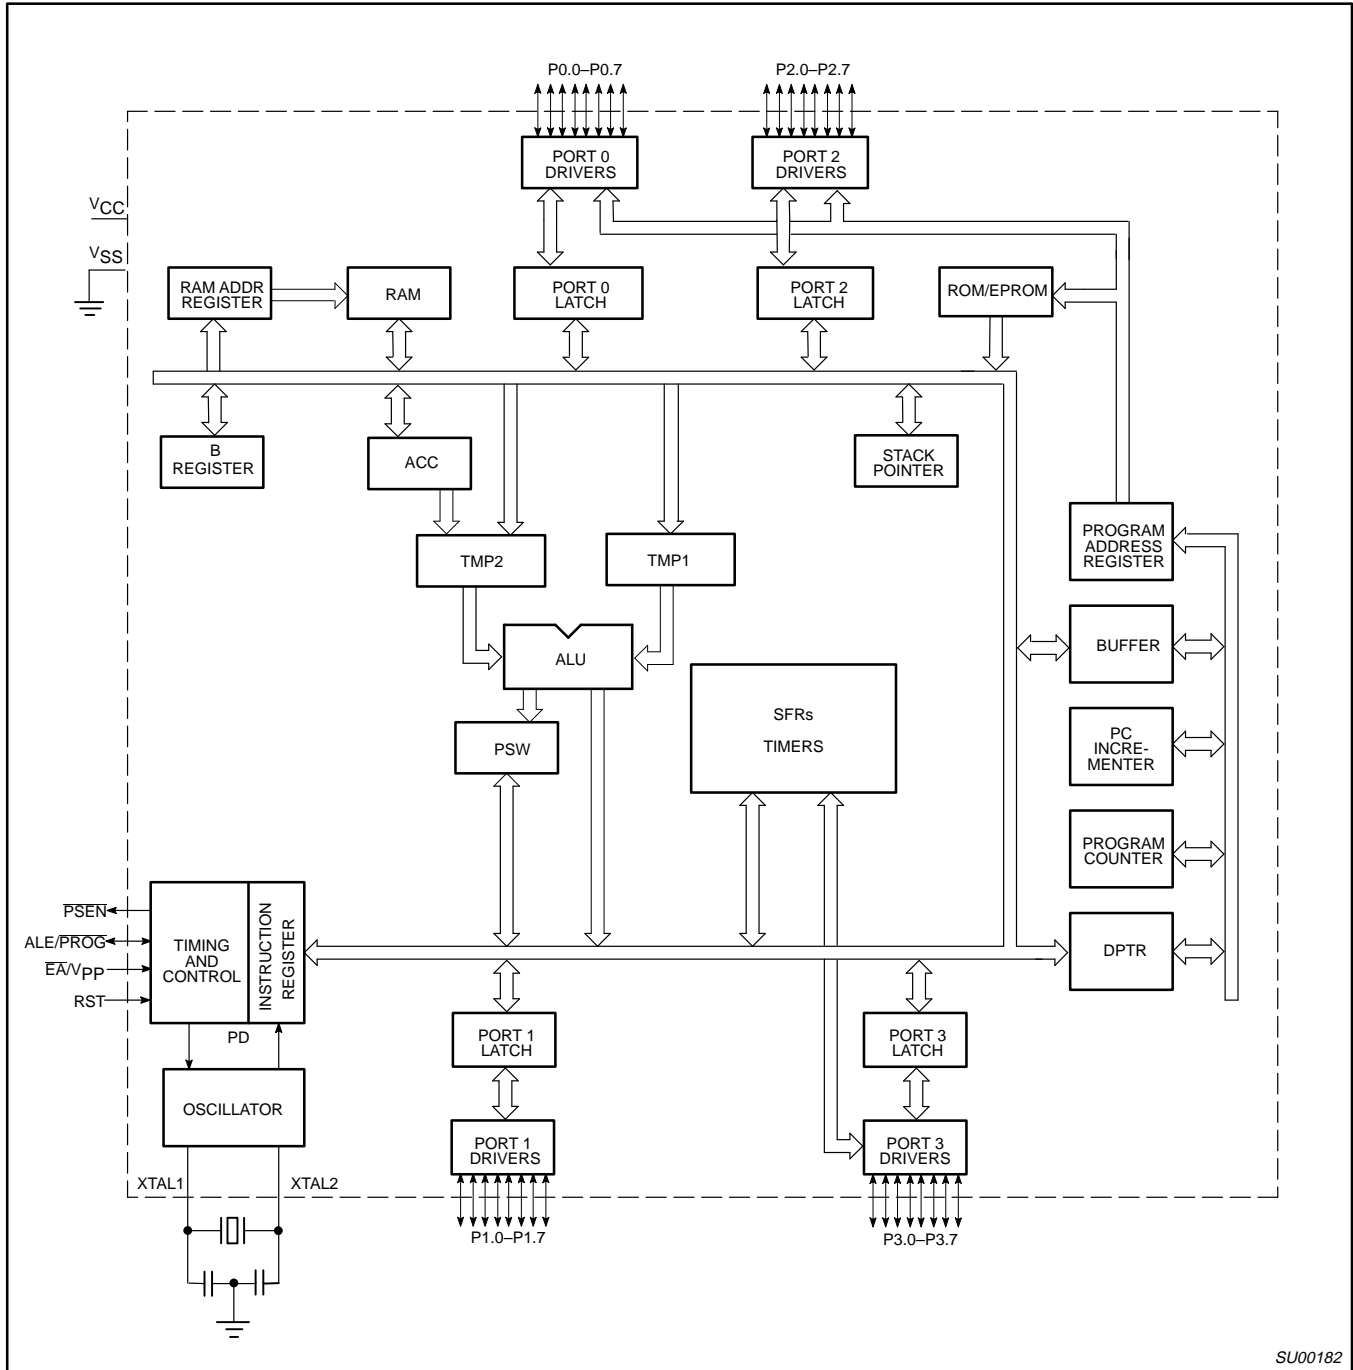 P0.0–P0.7
P2.0–P2.7
PORT 0
DRIVERS
PORT 2
DRIVERS
VCC
VSS
RAM ADDR
REGISTER
RAM
PORT 0
LATCH
PORT 2
LATCH
ROM/EPROM
B
REGISTER
ACC
STACK
POINTER
TMP2
TMP1
PROGRAM
ADDRESS
REGISTER
ALU
BUFFER
SFRs
TIMERS
PSW
PC
INCRE-
MENTER
PROGRAM
COUNTER
PSEN
ALE/PROG
EA/VPP
RST
TIMING
AND
CONTROL
INSTRUCTION
REGISTER
DPTR
PD
PORT 1
LATCH
PORT 3
LATCH
OSCILLATOR
PORT 1
DRIVERS
PORT 3
DRIVERS
XTAL1
XTAL2
P1.0–P1.7
P3.0–P3.7
SU00182